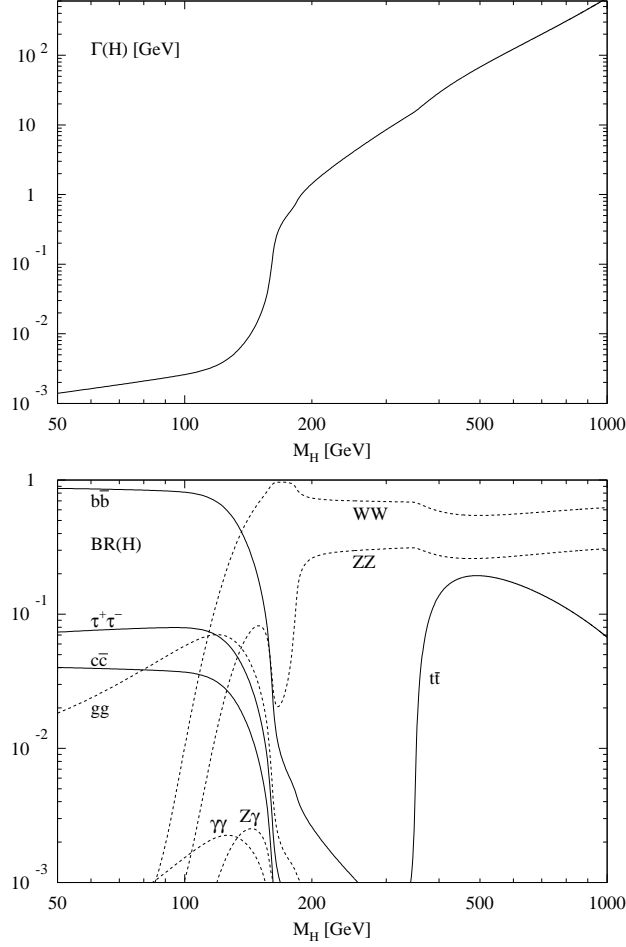 Γ(H) [GeV]
10²
10
1
10⁻¹
10⁻²
10⁻³
50 100 200 500 1000
M_H [GeV]
1
bb̄
WW
BR(H)
ZZ
10⁻¹
τ⁺τ⁻
cc̄
tt̄
gg
10⁻²
γγ Zγ
10⁻³
50 100 200 500 1000
M_H [GeV]